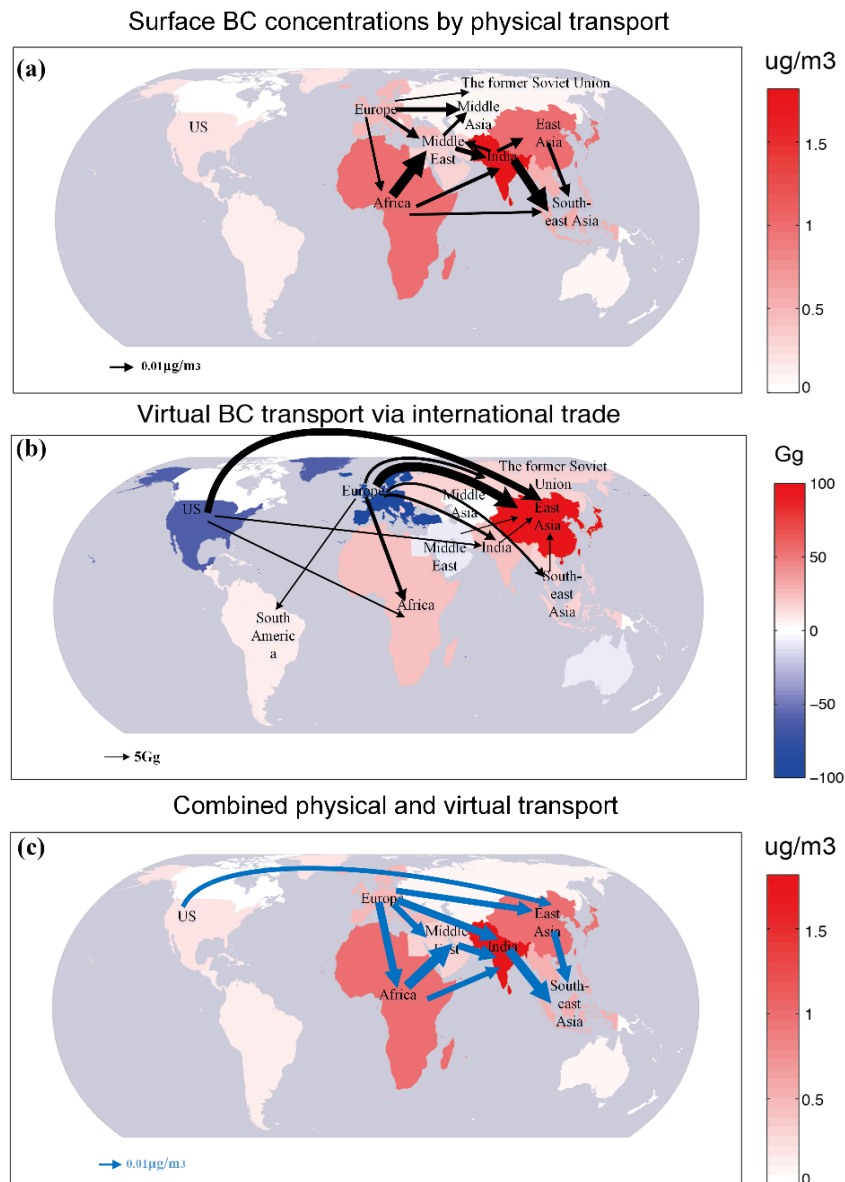 Surface BC concentrations by physical transport
(a)
ug/m3
The former Soviet Union
US
Europe
Middle
Asia
East
Asia
Middle
East
India
Africa
South-
east Asia
1.5
1
0.5
0
0.01μg/m3
Virtual BC transport via international trade
(b)
Gg
The former Soviet
Union
Europe
US
Middle
Asia
East
Asia
Middle
East
India
South-
east
Asia
Africa
South
Americ
a
100
50
0
−50
−100
5Gg
Combined physical and virtual transport
(c)
ug/m3
US
Europe
East
Asia
Middle
East
India
Africa
South-
east
Asia
1.5
1
0.5
0
0.01μg/m3